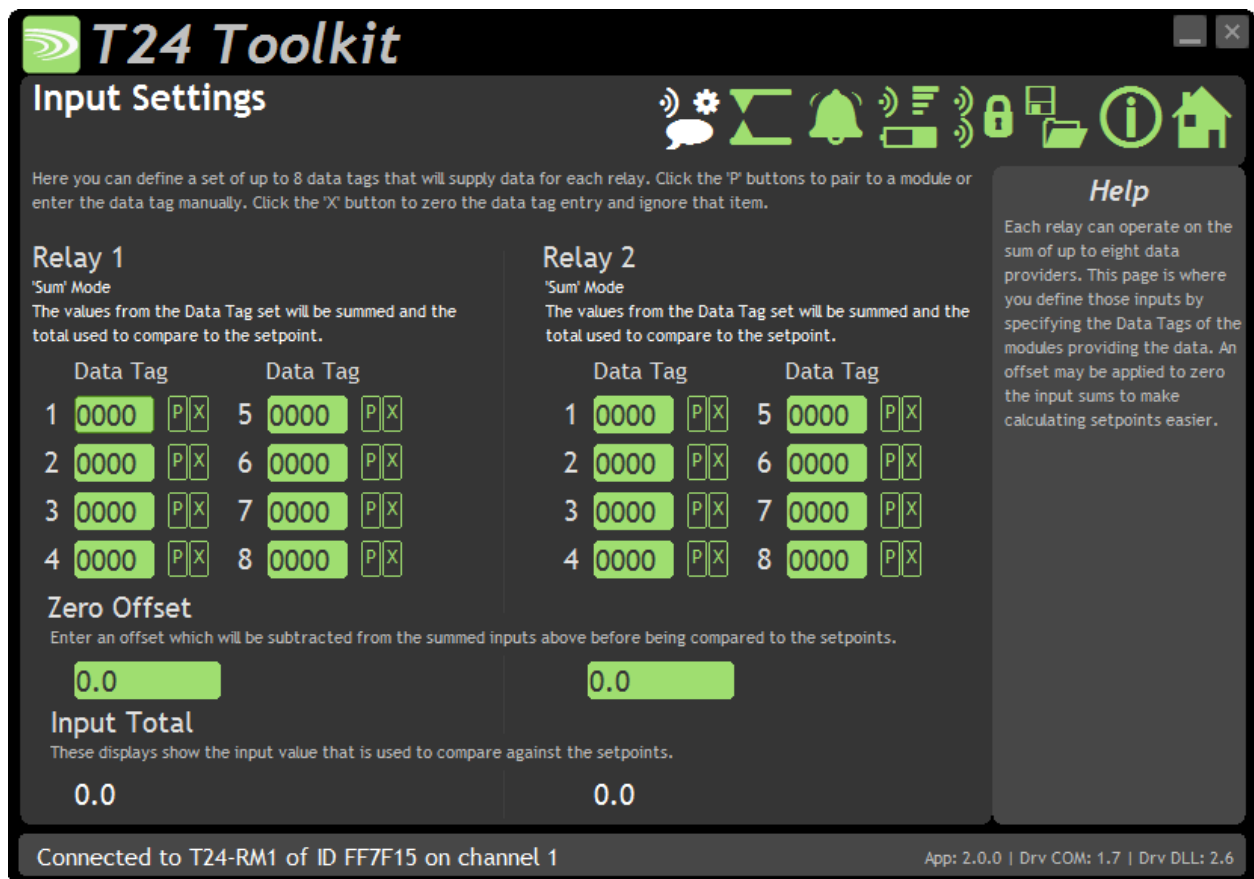 T24 Toolkit
Input Settings
Here you can define a set of up to 8 data tags that will supply data for each relay. Click the 'P' buttons to pair to a module or
enter the data tag manually. Click the 'X' button to zero the data tag entry and ignore that item.
Relay 1
'Sum' Mode
The values from the Data Tag set will be summed and the
total used to compare to the setpoint.
Data Tag Data Tag
1 0000 P X 5 0000 P X
2 0000 P X 6 0000 P X
3 0000 P X 7 0000 P X
4 0000 P X 8 0000 P X
Relay 2
'Sum' Mode
The values from the Data Tag set will be summed and the
total used to compare to the setpoint.
Data Tag Data Tag
1 0000 P X 5 0000 P X
2 0000 P X 6 0000 P X
3 0000 P X 7 0000 P X
4 0000 P X 8 0000 P X
Zero Offset
Enter an offset which will be subtracted from the summed inputs above before being compared to the setpoints.
0.0 0.0
Input Total
These displays show the input value that is used to compare against the setpoints.
0.0 0.0
Help
Each relay can operate on the
sum of up to eight data
providers. This page is where
you define those inputs by
specifying the Data Tags of the
modules providing the data. An
offset may be applied to zero
the input sums to make
calculating setpoints easier.
Connected to T24-RM1 of ID FF7F15 on channel 1
App: 2.0.0 | Drv COM: 1.7 | Drv DLL: 2.6